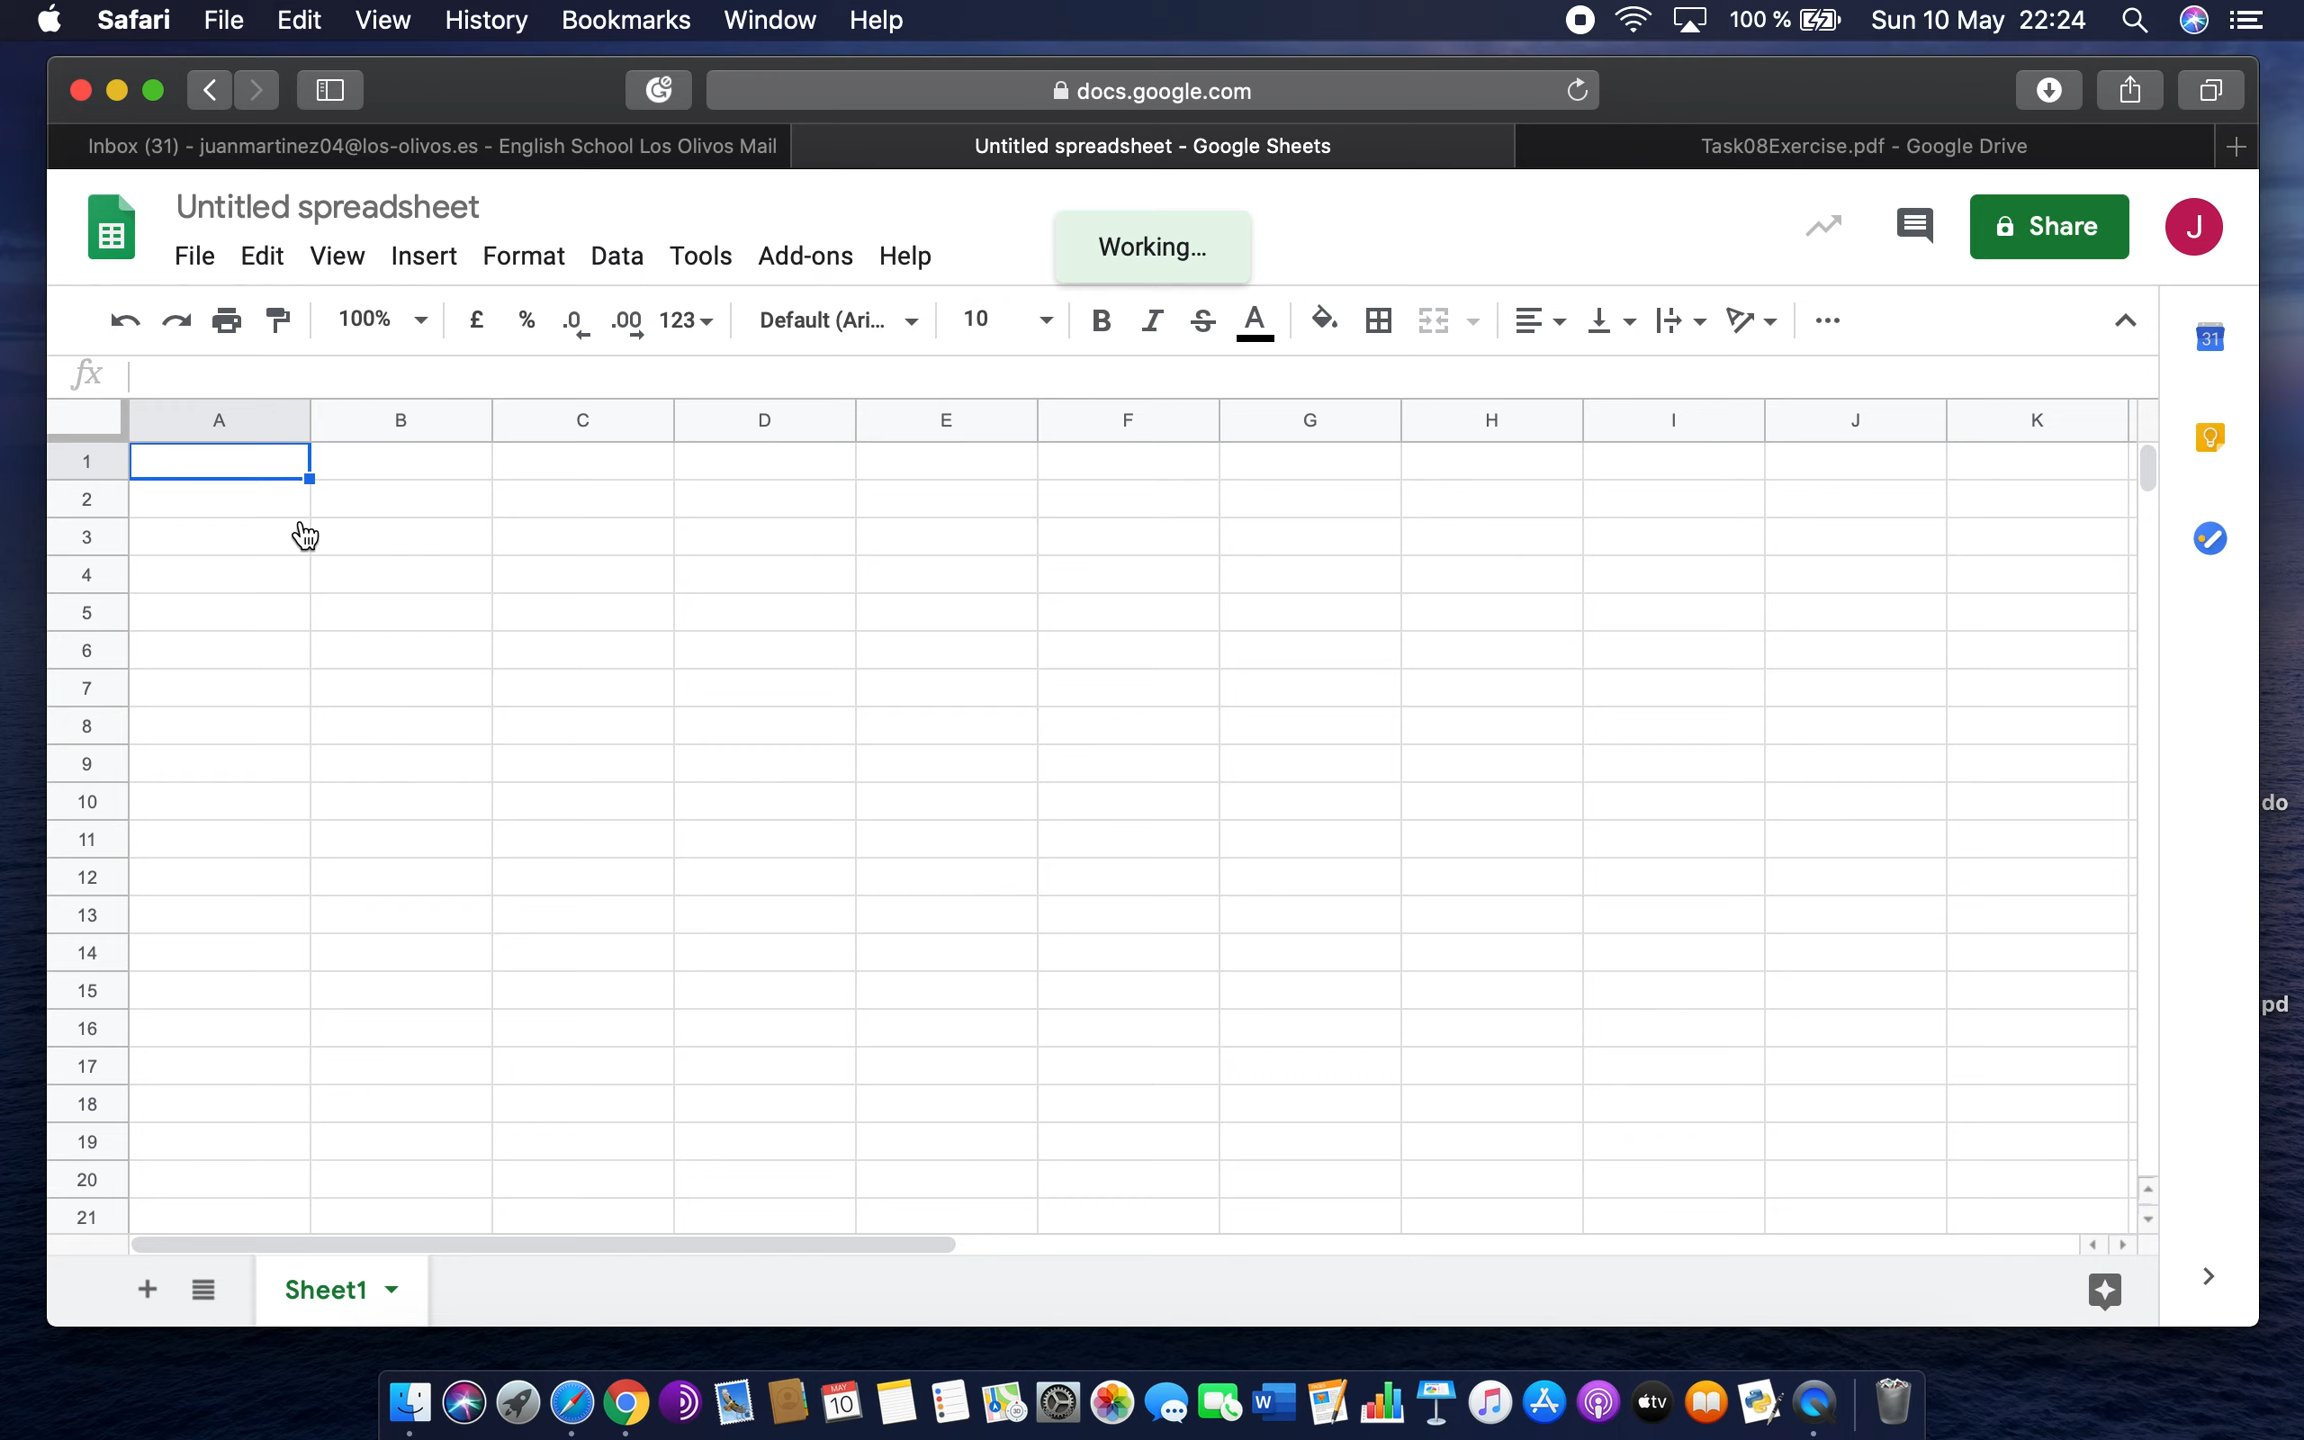 Safari File Edit View History Bookmarks Window Help 100 % Sun 10 May 22:24
docs.google.com
Inbox (31) - juanmartinez04@los-olivos.es - English School Los Olivos Mail Untitled spreadsheet - Google Sheets Task08Exercise.pdf - Google Drive
Untitled spreadsheet
File Edit View Insert Format Data Tools Add-ons Help
Working...
Share
J
100% £ % .0 .00 123 Default (Ari... 10 B I S A
31
fx
A B C D E F G H I J K
1
2
3
4
5
6
7
8
9
10
11
12
13
14
15
16
17
18
19
20
21
do
pd
Sheet1
MAY
10
3D
W
tv